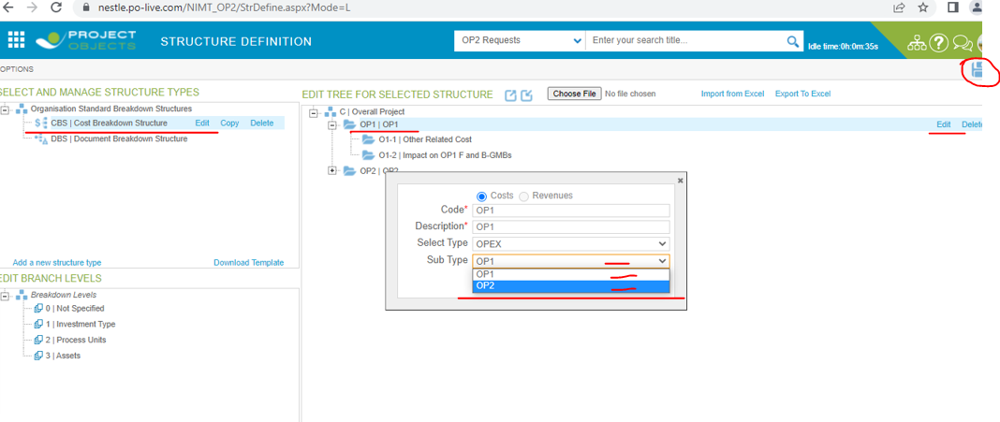 nestle.po-live.com/NIMT_OP2/StrDefine.aspx?Mode=L
PROJECT OBJECTS
STRUCTURE DEFINITION
OP2 Requests
Enter your search title...
Idle time:0h:0m:35s
OPTIONS
SELECT AND MANAGE STRUCTURE TYPES
Organisation Standard Breakdown Structures
CBS | Cost Breakdown Structure Edit Copy Delete
DBS | Document Breakdown Structure
Add a new structure type Download Template
EDIT BRANCH LEVELS
Breakdown Levels
0 | Not Specified
1 | Investment Type
2 | Process Units
3 | Assets
EDIT TREE FOR SELECTED STRUCTURE Choose File No file chosen Import from Excel Export To Excel
C | Overall Project
OP1 | OP1 Edit Delete
O1-1 | Other Related Cost
O1-2 | Impact on OP1 F and B-GMBs
OP2 | OP2
Costs Revenues
Code* OP1
Description* OP1
Select Type OPEX
Sub Type OP1
OP1
OP2